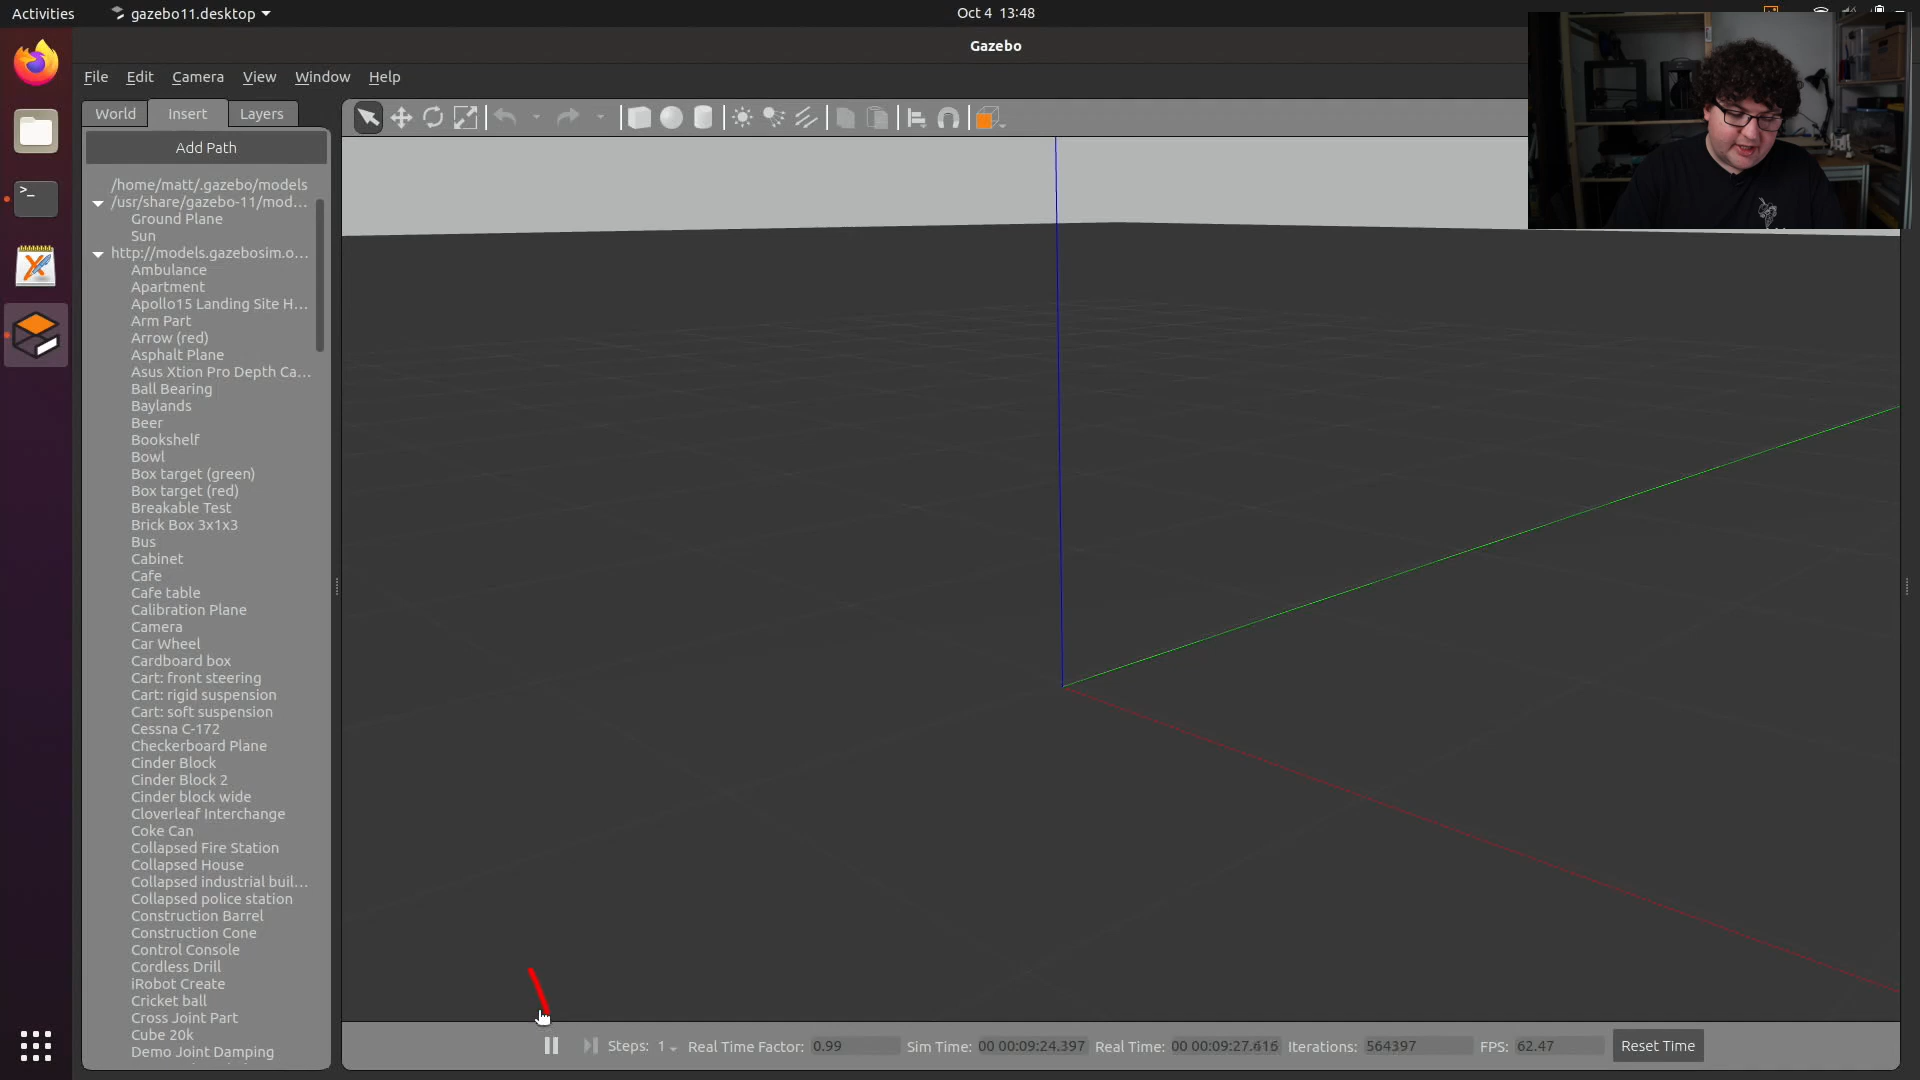 Activities
gazebo11.desktop
Oct 4 13:48
Gazebo
File Edit Camera View Window Help
World Insert Layers
Add Path
/home/matt/.gazebo/models
/usr/share/gazebo-11/mod...
Ground Plane
Sun
http://models.gazebosim.o...
Ambulance
Apartment
Apollo15 Landing Site H...
Arm Part
Arrow (red)
Asphalt Plane
Asus Xtion Pro Depth Ca...
Ball Bearing
Baylands
Beer
Bookshelf
Bowl
Box target (green)
Box target (red)
Breakable Test
Brick Box 3x1x3
Bus
Cabinet
Cafe
Cafe table
Calibration Plane
Camera
Car Wheel
Cardboard box
Cart: front steering
Cart: rigid suspension
Cart: soft suspension
Cessna C-172
Checkerboard Plane
Cinder Block
Cinder Block 2
Cinder block wide
Cloverleaf Interchange
Coke Can
Collapsed Fire Station
Collapsed House
Collapsed industrial buil...
Collapsed police station
Construction Barrel
Construction Cone
Control Console
Cordless Drill
iRobot Create
Cricket ball
Cross Joint Part
Cube 20k
Demo Joint Damping
Steps: 1 Real Time Factor: 0.99 Sim Time: 00 00:09:24.397 Real Time: 00 00:09:27.616 Iterations: 564397 FPS: 62.47 Reset Time